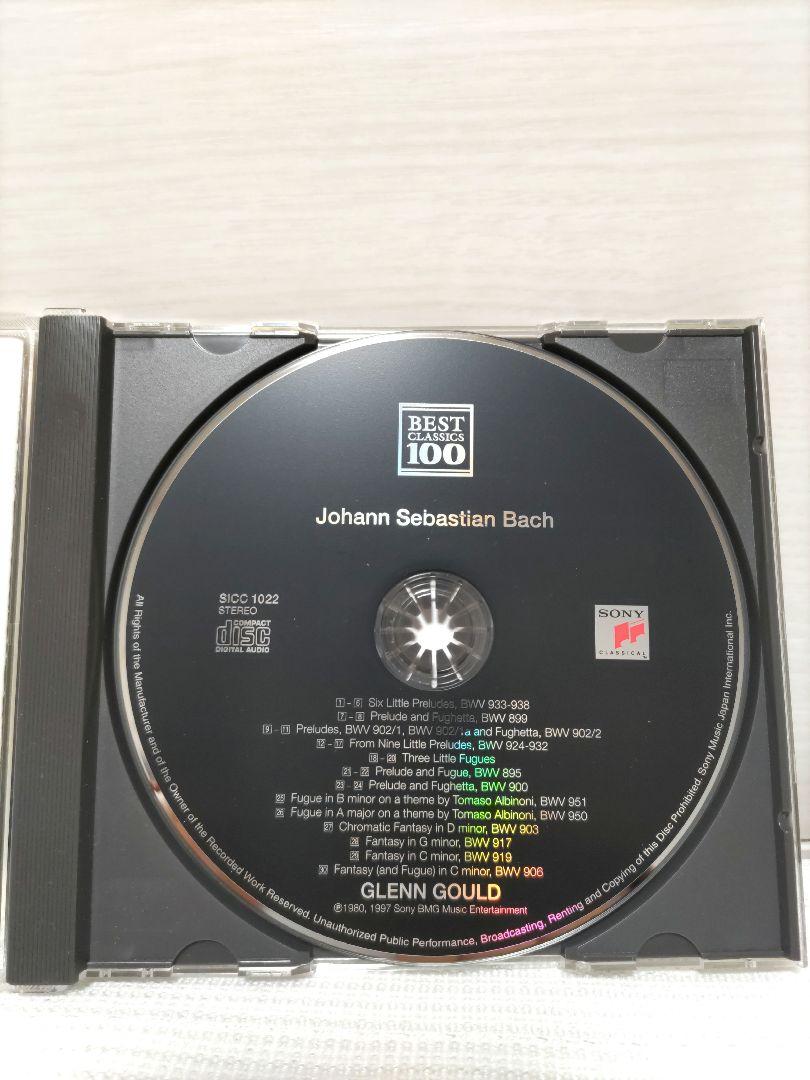 BEST
CLASSICS
100
Johann Sebastian Bach
SICC 1022
STEREO
COMPACT
disc
DIGITAL AUDIO
SONY
CLASSICAL
1 - 6 Six Little Preludes, BWV 933-938
7 - 8 Prelude and Fughetta, BWV 899
9 - 11 Preludes, BWV 902/1, BWV 902/1a and Fughetta, BWV 902/2
12 - 17 From Nine Little Preludes, BWV 924-932
18 - 20 Three Little Fugues
21 - 22 Prelude and Fugue, BWV 895
23 - 24 Prelude and Fughetta, BWV 900
25 Fugue in B minor on a theme by Tomaso Albinoni, BWV 951
26 Fugue in A major on a theme by Tomaso Albinoni, BWV 950
27 Chromatic Fantasy in D minor, BWV 903
28 Fantasy in G minor, BWV 917
29 Fantasy in C minor, BWV 919
30 Fantasy (and Fugue) in C minor, BWV 906
GLENN GOULD
℗1980, 1997 Sony BMG Music Entertainment
All Rights of the Manufacturer and of the Owner of the Recorded Work Reserved. Unauthorized Public Performance, Broadcasting, Renting and Copying of this Disc Prohibited. Sony Music Japan International Inc.